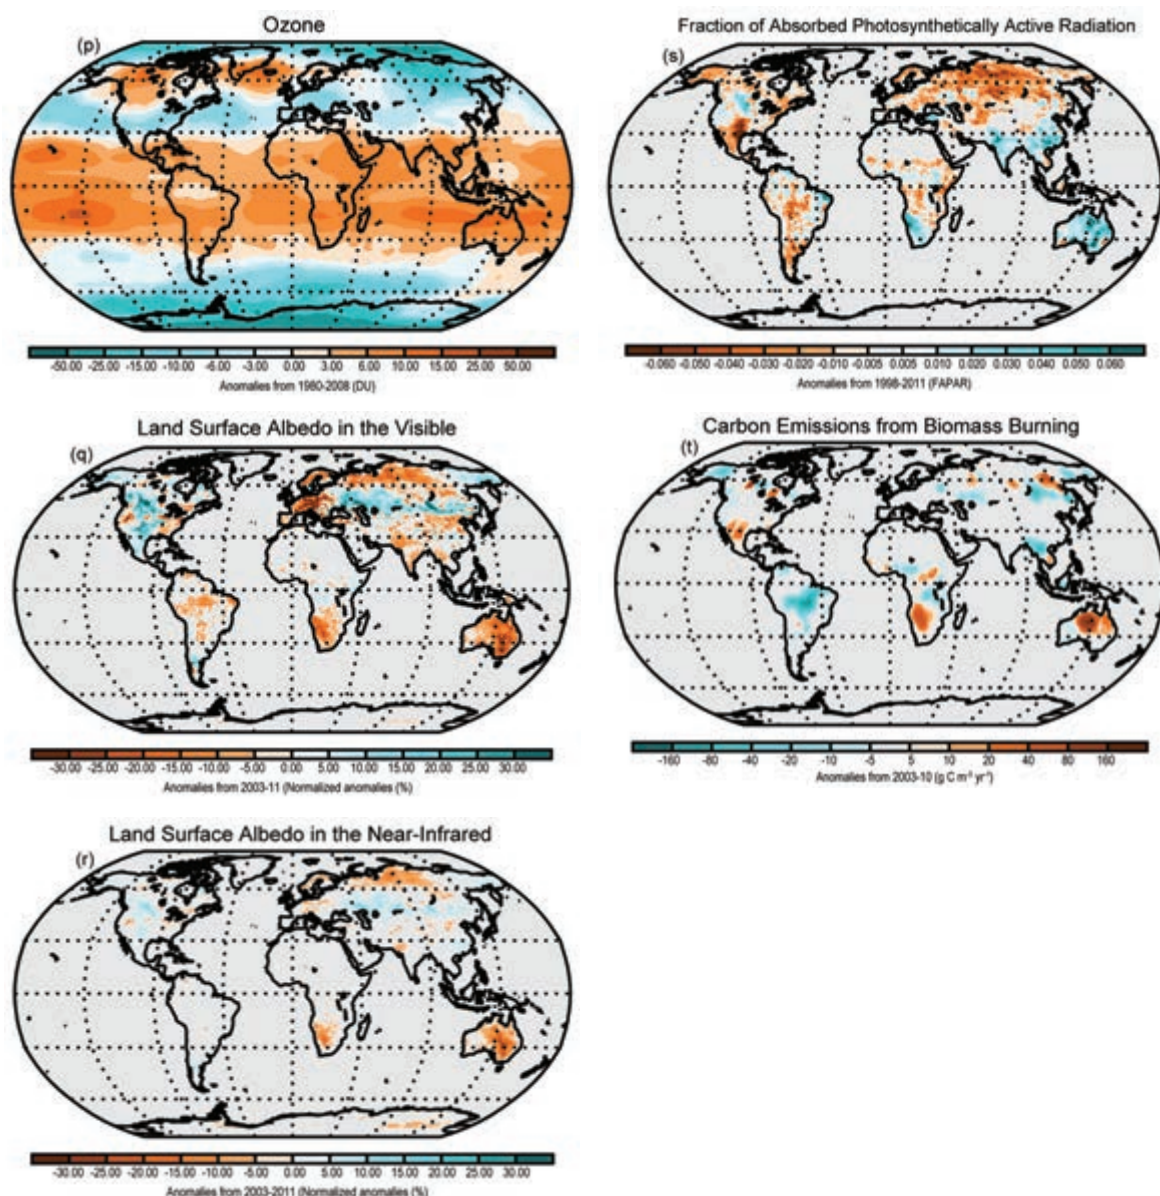 Ozone
(p)
-50.00 -25.00 -15.00 -10.00 -6.00 -3.00 0.00 3.00 6.00 10.00 15.00 25.00 50.00
Anomalies from 1980-2008 (DU)
Land Surface Albedo in the Visible
(q)
-30.00 -25.00 -20.00 -15.00 -10.00 -5.00 0.00 5.00 10.00 15.00 20.00 25.00 30.00
Anomalies from 2003-11 (Normalized anomalies (%)
Land Surface Albedo in the Near-Infrared
(r)
-30.00 -25.00 -20.00 -15.00 -10.00 -5.00 0.00 5.00 10.00 15.00 20.00 25.00 30.00
Anomalies from 2003-2011 (Normalized anomalies (%)
Fraction of Absorbed Photosynthetically Active Radiation
(s)
-0.060 -0.040 -0.030 -0.020 -0.010 -0.005 0.005 0.010 0.020 0.030 0.040 0.060
Anomalies from 1998-2011 (FAPAR)
Carbon Emissions from Biomass Burning
(t)
-160 -80 -40 -20 -10 -5 5 10 20 40 80 160
Anomalies from 2003-10 (g C m⁻² yr⁻¹)